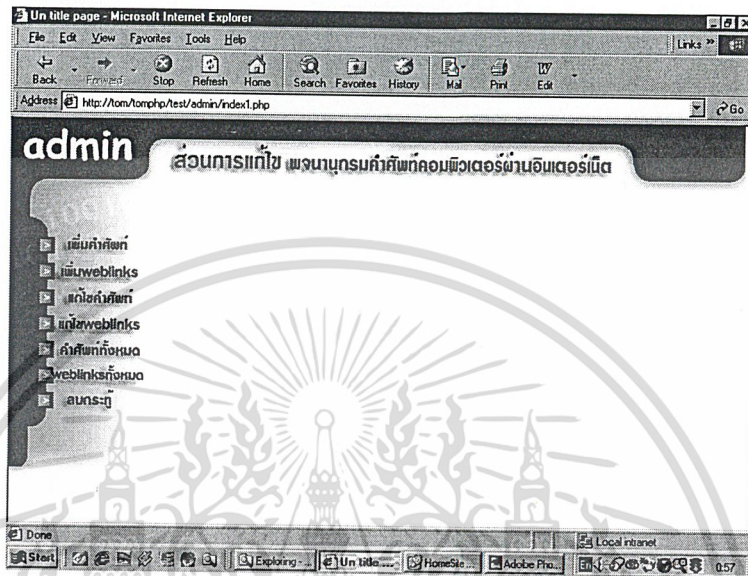 Un title page - Microsoft Internet Explorer
File Edit View Favorites Tools Help
Links »
Back Forward Stop Refresh Home Search Favorites History Mail Print Edit
Address http://tom/tomphp/test/admin/index1.php Go
admin
ส่วนการแก้ไข พจนานุกรมคำศัพท์คอมพิวเตอร์ผ่านอินเตอร์เน็ต
เพิ่มคำศัพท์
เพิ่มweblinks
แก้ไขคำศัพท์
แก้ไขweblinks
คำศัพท์ทั้งหมด
weblinksทั้งหมด
ลบกระทู้
Done Local intranet
Start Exploring - ... Un title .... HomeSite... Adobe Pho... 0:57